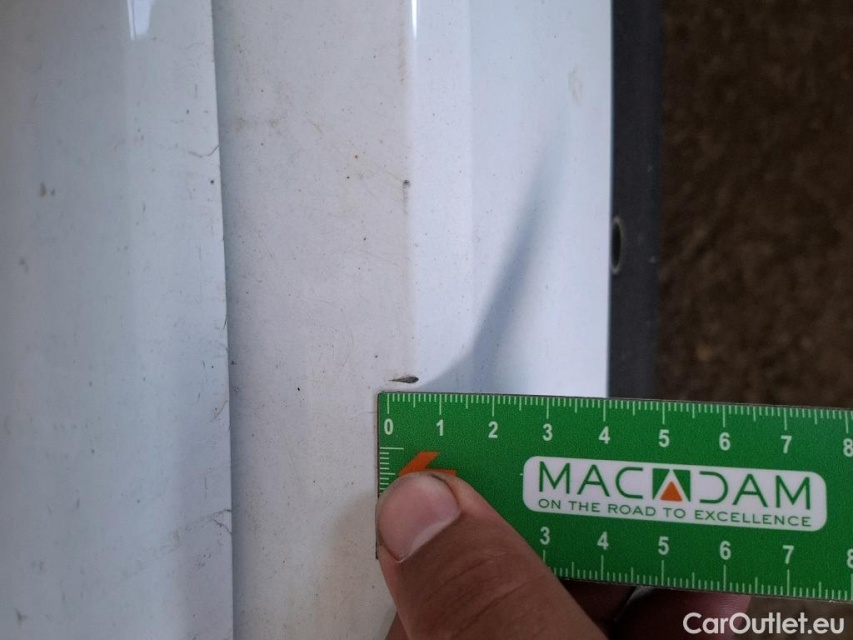 0 1 2 3 4 5 6 7 8
MACADAM
ON THE ROAD TO EXCELLENCE
3 4 5 6 7 8
CarOutlet.eu